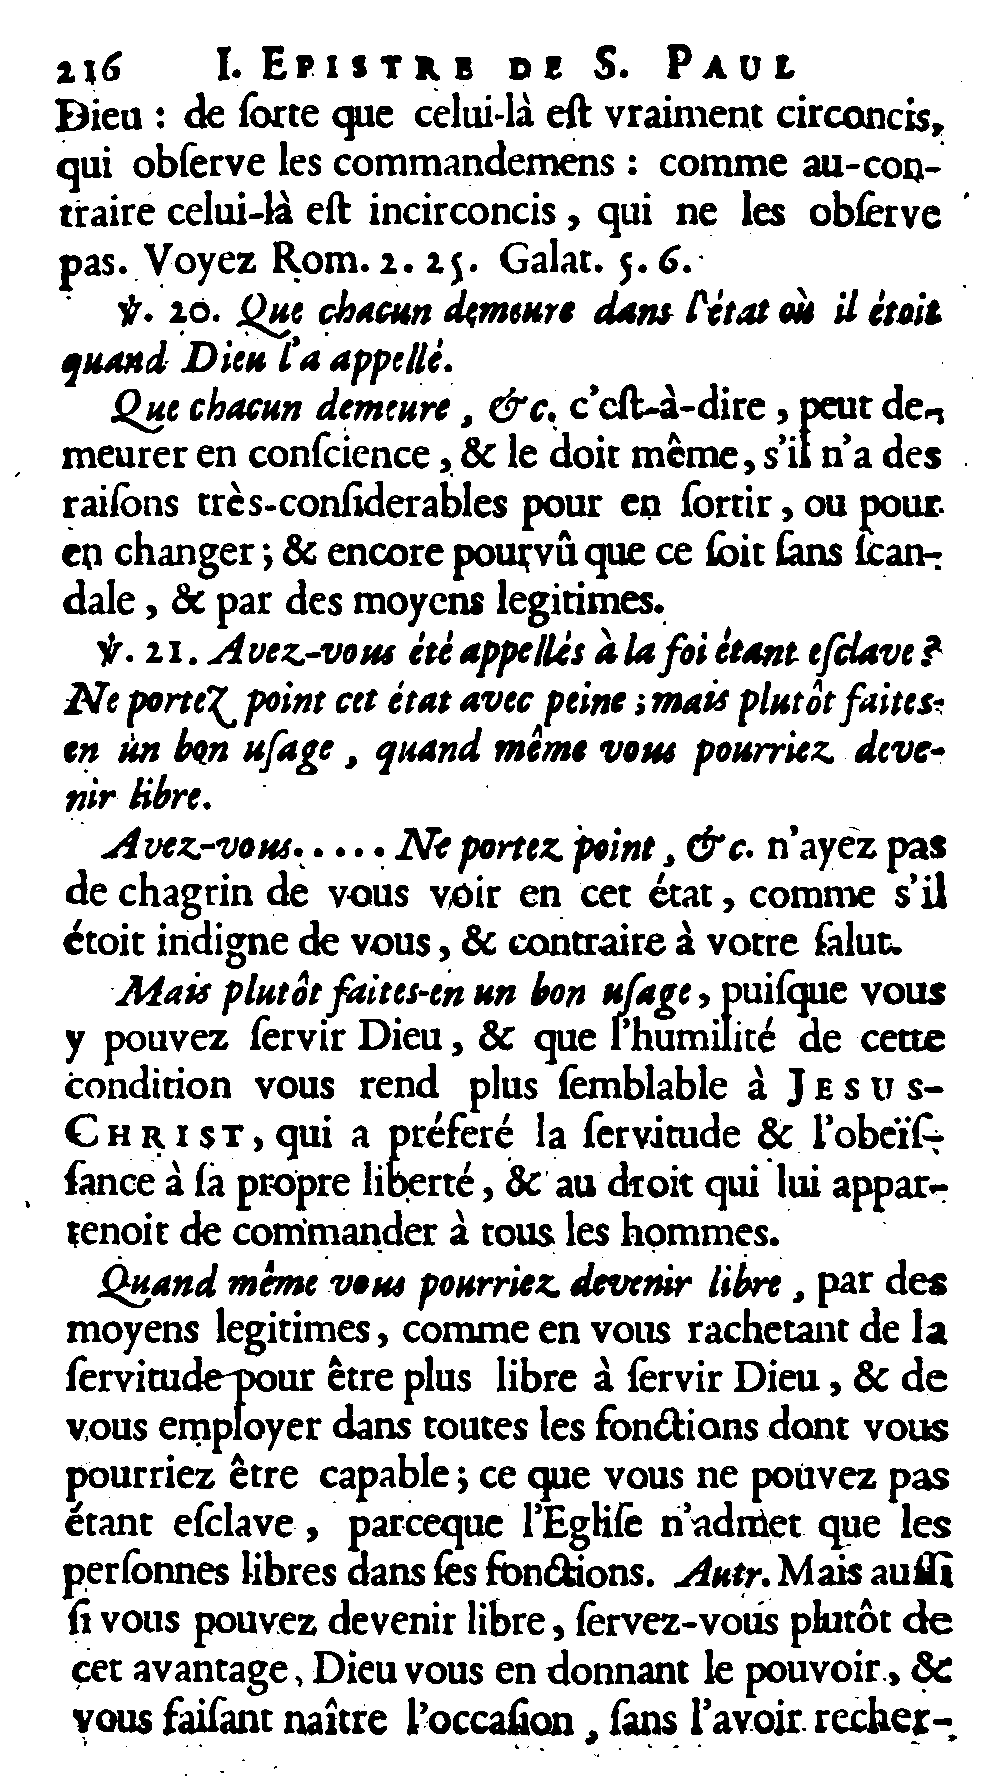 216 I. EPISTRE DE S. PAUL
Dieu : de ſorte que celui-là eſt vraiment circoncis,
qui obſerve les commandemens : comme au-con-
traire celui-là eſt incirconcis, qui ne les obſerve
pas. Voyez Rom. 2. 25. Galat. 5. 6.
℣. 20. Que chacun demeure dans l'état où il étoit
quand Dieu l'a appellé.
Que chacun demeure, &c. c'eſt-à-dire, peut de-
meurer en conſcience, & le doit même, s'il n'a des
raiſons très-conſiderables pour en ſortir, ou pour
en changer ; & encore pourvû que ce ſoit ſans ſcan-
dale, & par des moyens legitimes.
℣. 21. Avez-vous été appellés à la foi étant eſclave ?
Ne portez point cet état avec peine ; mais plutôt faites-
en un bon uſage, quand même vous pourriez deve-
nir libre.
Avez-vous..... Ne portez point, &c. n'ayez pas
de chagrin de vous voir en cet état, comme s'il
étoit indigne de vous, & contraire à votre ſalut.
Mais plutôt faites-en un bon uſage, puiſque vous
y pouvez ſervir Dieu, & que l'humilité de cette
condition vous rend plus ſemblable à JESUS-
CHRIST, qui a préferé la ſervitude & l'obeïſ-
ſance à ſa propre liberté, & au droit qui lui appar-
tenoit de commander à tous les hommes.
Quand même vous pourriez devenir libre, par des
moyens legitimes, comme en vous rachetant de la
ſervitude pour être plus libre à ſervir Dieu, & de
vous employer dans toutes les fonctions dont vous
pourriez être capable ; ce que vous ne pouvez pas
étant eſclave, parceque l'Egliſe n'admet que les
perſonnes libres dans ſes fonctions. Autr. Mais auſſi
ſi vous pouvez devenir libre, ſervez-vous plutôt de
cet avantage, Dieu vous en donnant le pouvoir, &
vous faiſant naître l'occaſion, ſans l'avoir recher-